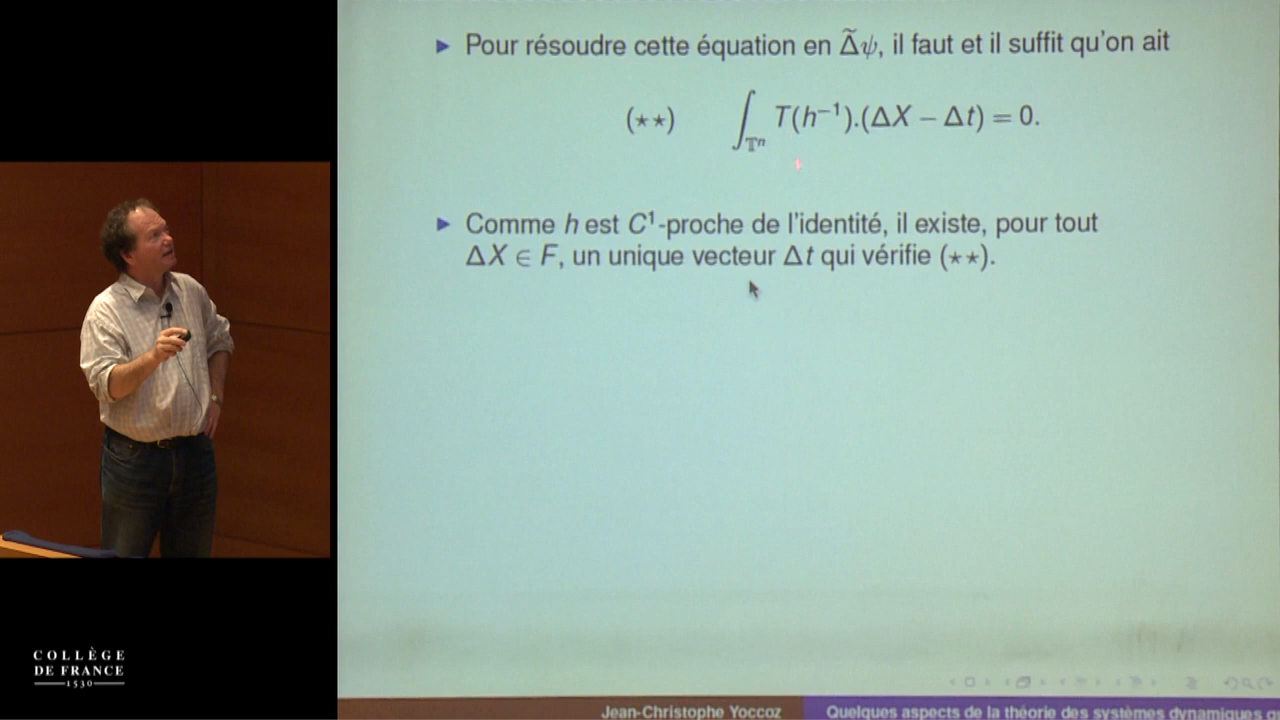 ► Pour résoudre cette équation en Δ̃ψ, il faut et il suffit qu'on ait
(⋆⋆) ∫_{𝕋ⁿ} T(h⁻¹).(ΔX − Δt) = 0.
► Comme h est C¹-proche de l'identité, il existe, pour tout
ΔX ∈ F, un unique vecteur Δt qui vérifie (⋆⋆).
COLLÈGE
DE FRANCE
1530
Jean-Christophe Yoccoz Quelques aspects de la théorie des systèmes dynamiques